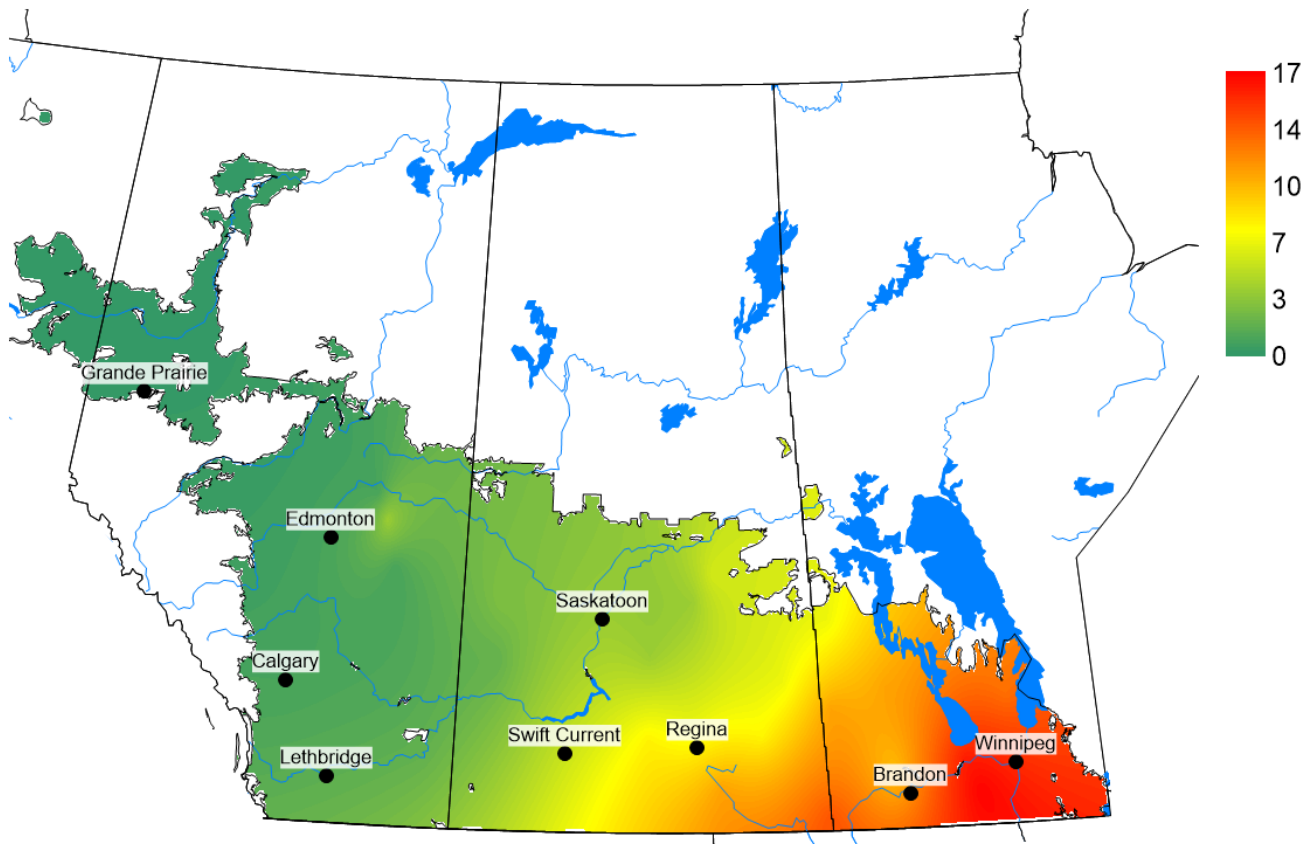 17
14
10
7
3
0
Grande Prairie
Edmonton
Saskatoon
Calgary
Swift Current
Regina
Lethbridge
Winnipeg
Brandon